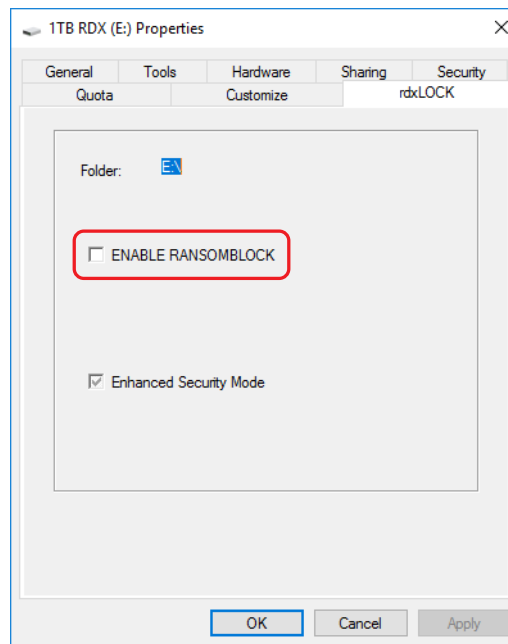 1TB RDX (E:) Properties
General Tools Hardware Sharing Security
Quota Customize rdxLOCK
Folder: E:\
ENABLE RANSOMBLOCK
Enhanced Security Mode
OK Cancel Apply